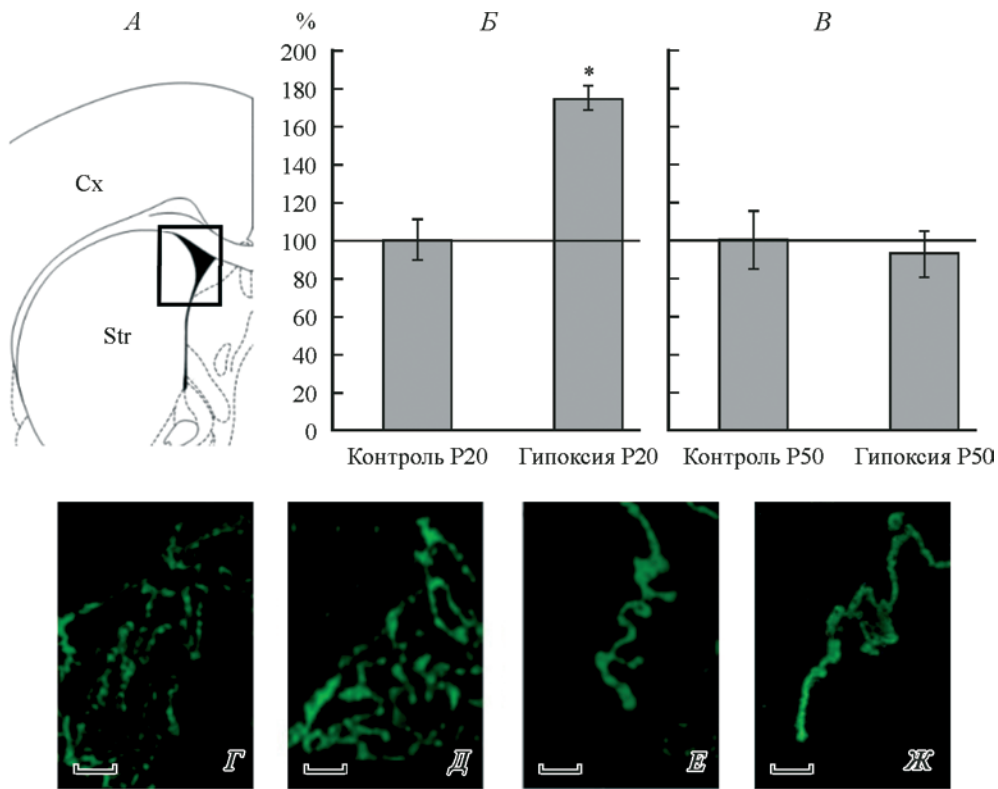 А
%
Б
В
200
180
160
140
120
100
80
60
40
20
0
*
Cx
Str
Контроль P20
Гипоксия P20
Контроль P50
Гипоксия P50
Г
Д
Е
Ж